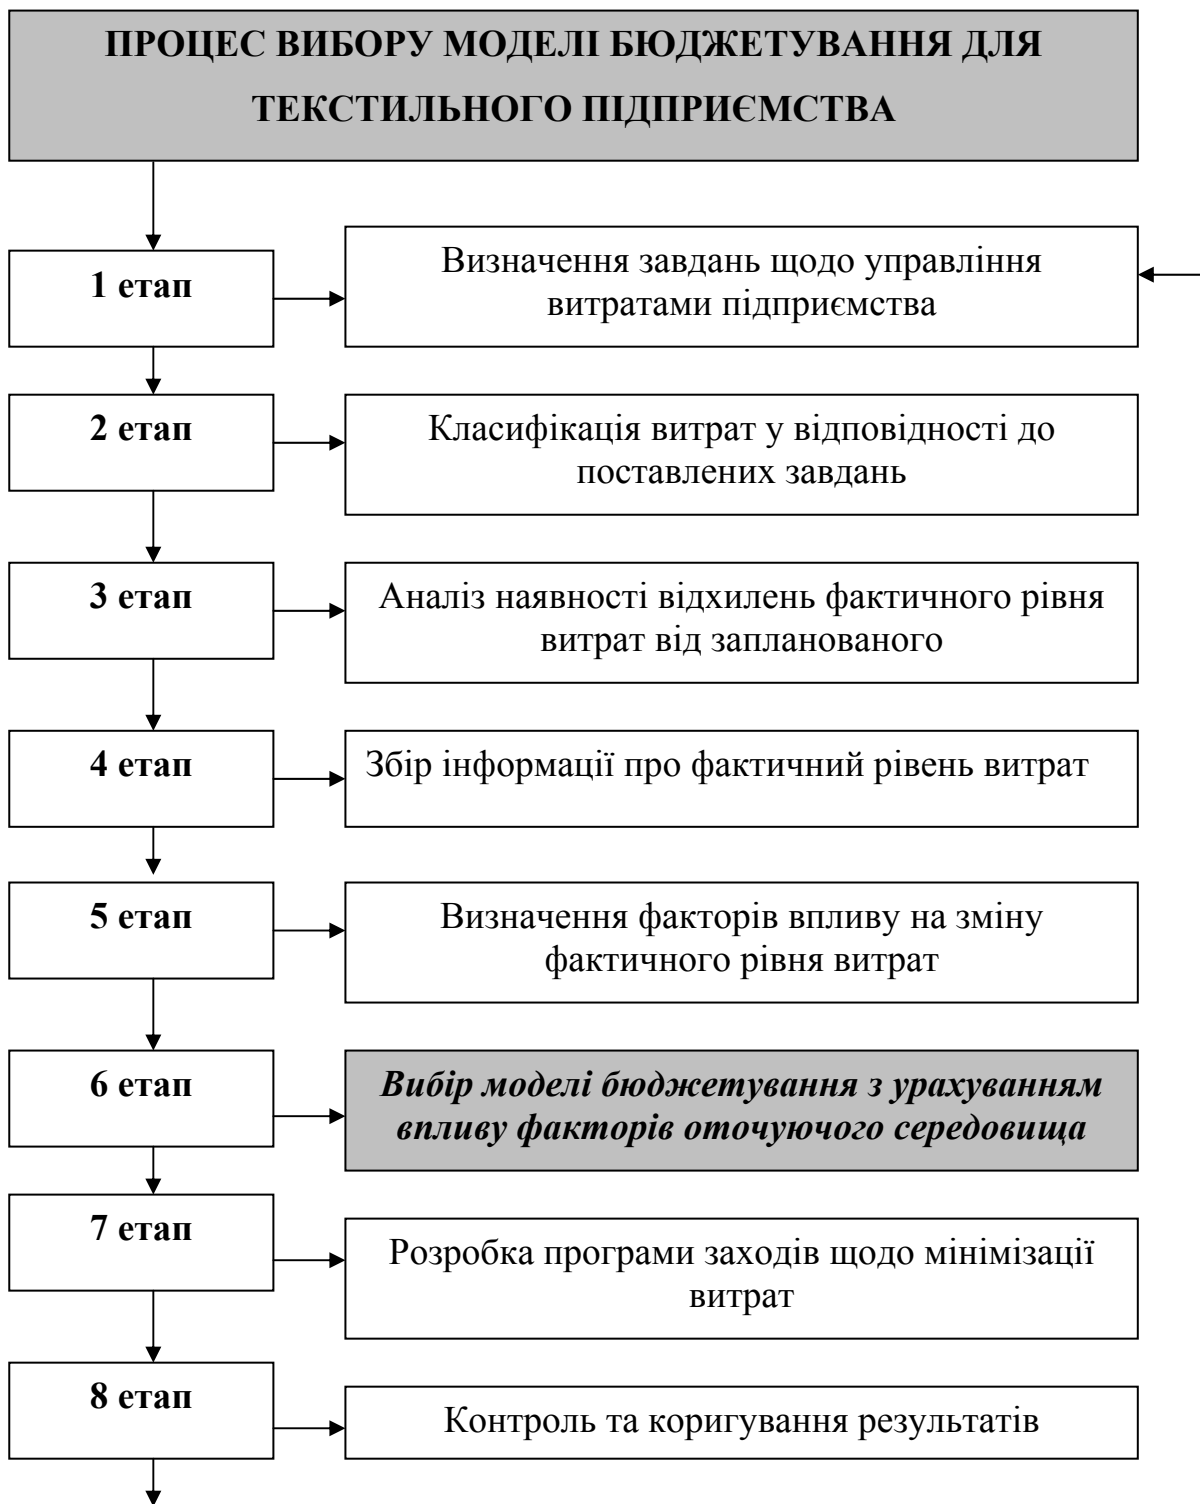 ПРОЦЕС ВИБОРУ МОДЕЛІ БЮДЖЕТУВАННЯ ДЛЯ
ТЕКСТИЛЬНОГО ПІДПРИЄМСТВА
1 етап
Визначення завдань щодо управління
витратами підприємства
2 етап
Класифікація витрат у відповідності до
поставлених завдань
3 етап
Аналіз наявності відхилень фактичного рівня
витрат від запланованого
4 етап
Збір інформації про фактичний рівень витрат
5 етап
Визначення факторів впливу на зміну
фактичного рівня витрат
6 етап
Вибір моделі бюджетування з урахуванням
впливу факторів оточуючого середовища
7 етап
Розробка програми заходів щодо мінімізації
витрат
8 етап
Контроль та коригування результатів